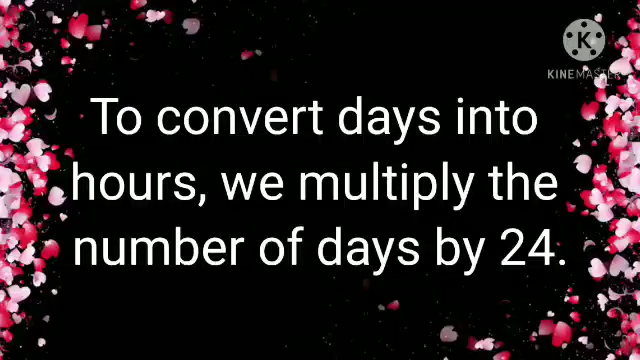 K
KINEMASTER
To convert days into
hours, we multiply the
number of days by 24.